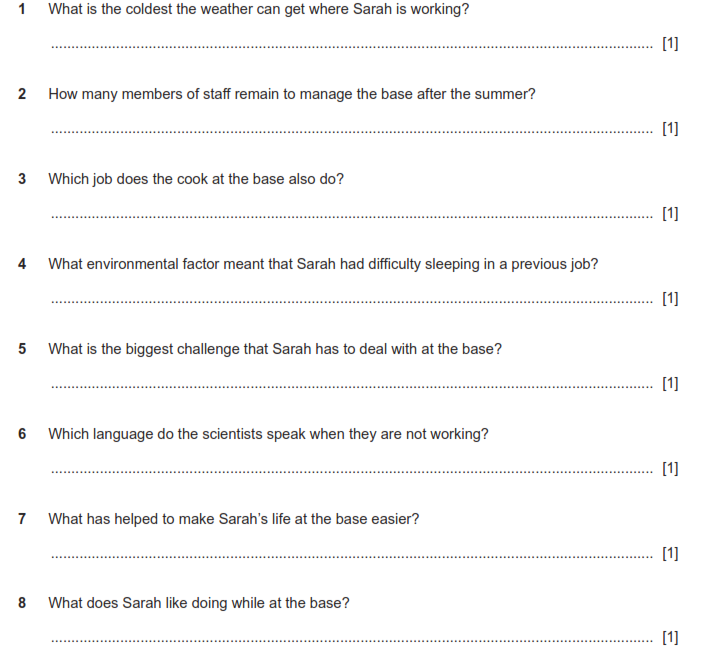 1 What is the coldest the weather can get where Sarah is working?
.................................................................................................................................................... [1]
2 How many members of staff remain to manage the base after the summer?
.................................................................................................................................................... [1]
3 Which job does the cook at the base also do?
.................................................................................................................................................... [1]
4 What environmental factor meant that Sarah had difficulty sleeping in a previous job?
.................................................................................................................................................... [1]
5 What is the biggest challenge that Sarah has to deal with at the base?
.................................................................................................................................................... [1]
6 Which language do the scientists speak when they are not working?
.................................................................................................................................................... [1]
7 What has helped to make Sarah’s life at the base easier?
.................................................................................................................................................... [1]
8 What does Sarah like doing while at the base?
.................................................................................................................................................... [1]